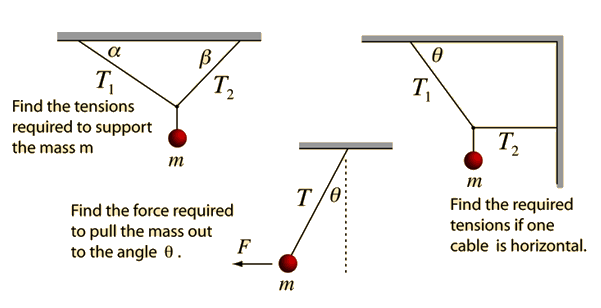 α
β
T1
T2
Find the tensions
required to support
the mass m
m
θ
T1
T2
m
Find the required
tensions if one
cable is horizontal.
T
θ
Find the force required
to pull the mass out
to the angle θ .
F
m